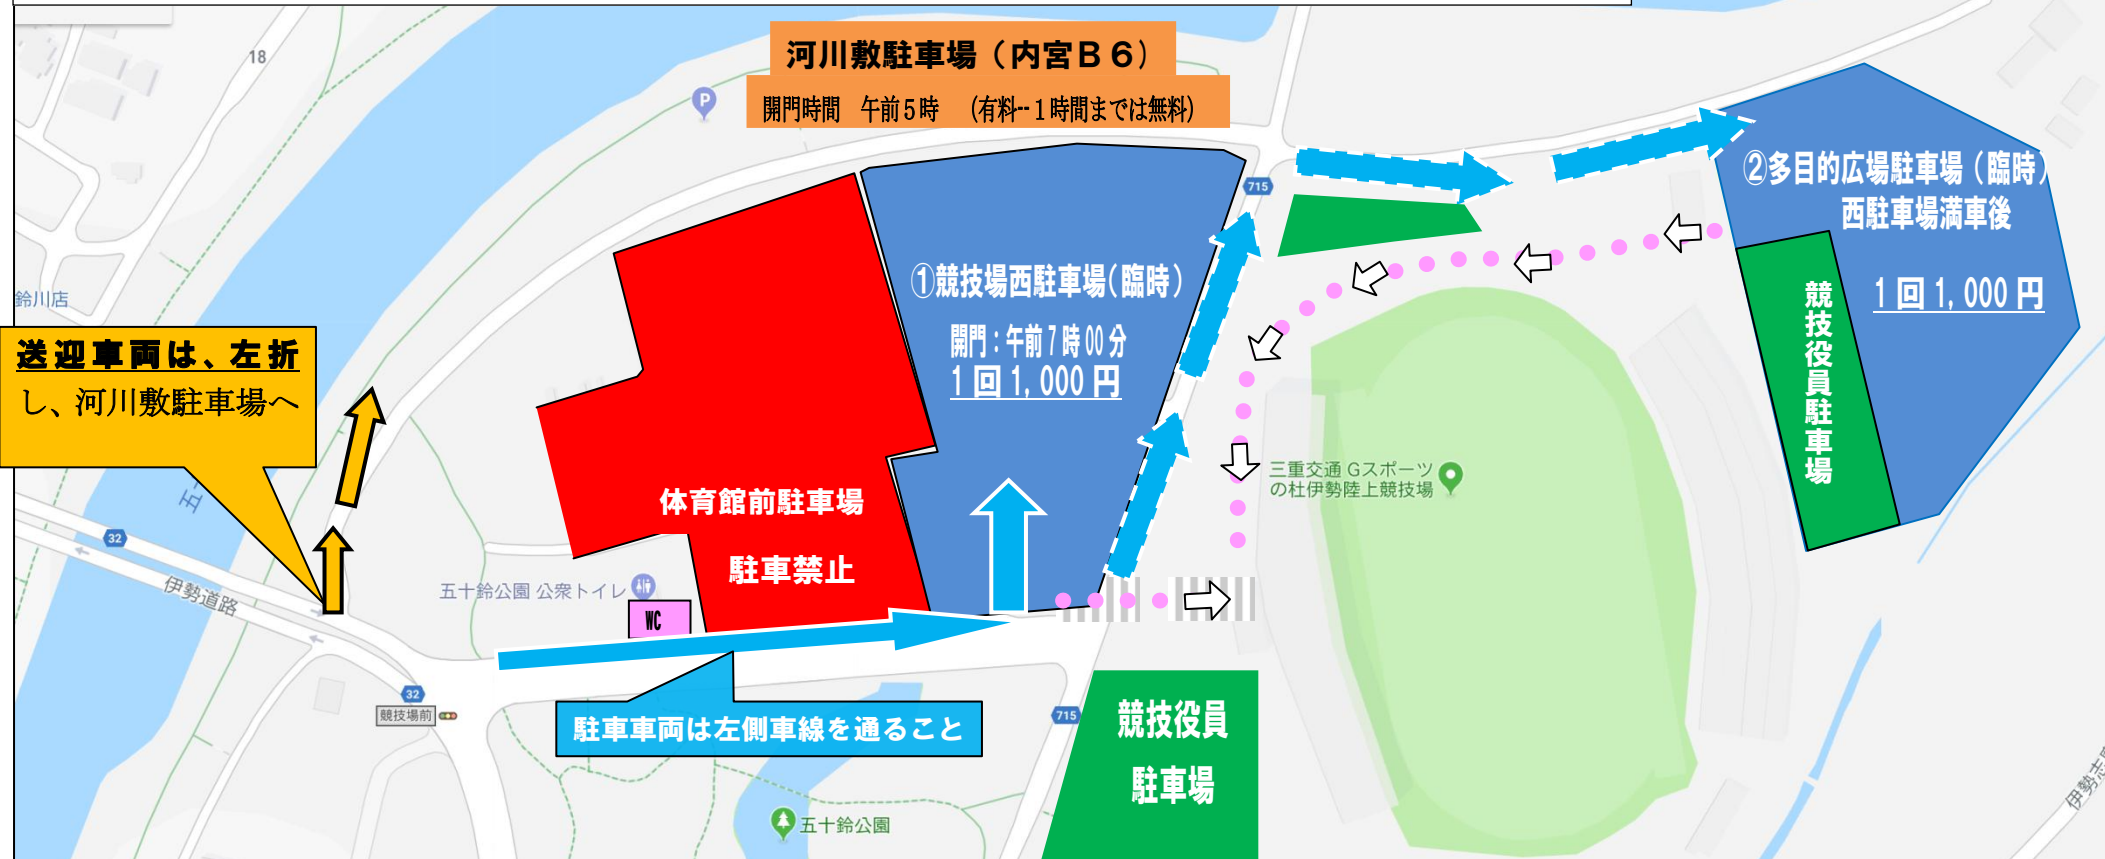 河川敷駐車場（内宮Ｂ６）
開門時間　午前５時　（有料--１時間までは無料）
18
P
715
②多目的広場駐車場（臨時）
西駐車場満車後
１回１,０００円
競技役員駐車場
①競技場西駐車場（臨時）
開門：午前７時００分
１回１,０００円
鈴川店
送迎車両は、左折
し、河川敷駐車場へ
三重交通 Gスポーツ
の杜伊勢陸上競技場
体育館前駐車場
駐車禁止
32
伊勢道路
五十鈴公園 公衆トイレ
WC
32
競技場前
駐車車両は左側車線を通ること
715
競技役員
駐車場
五十鈴公園